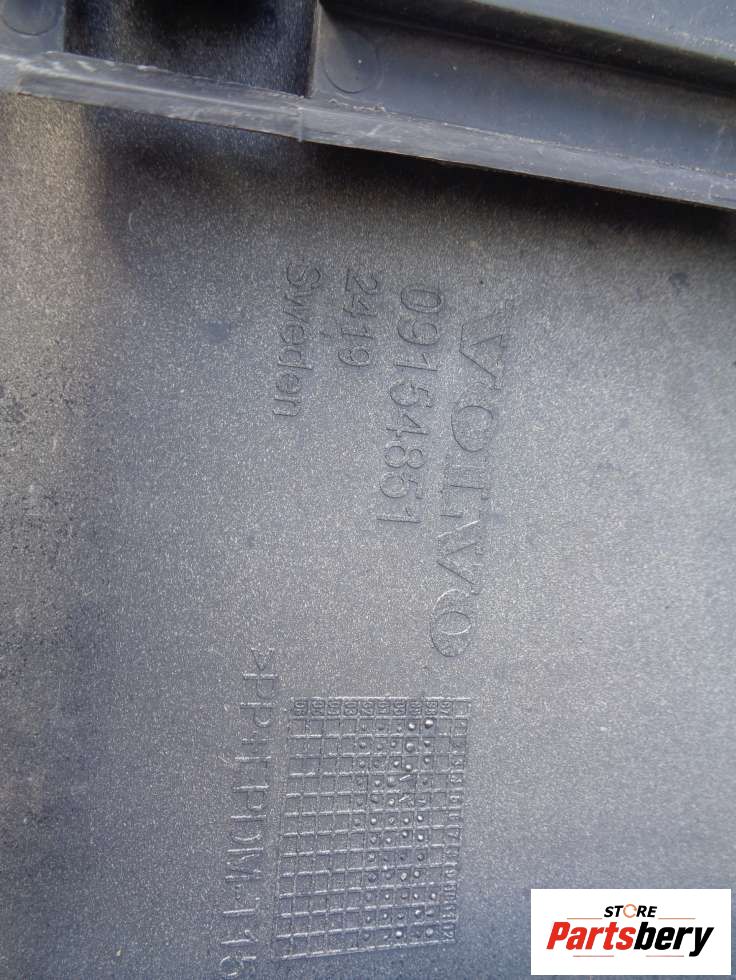 VOLVO
09154851
2419
Sweden
>PP+EPDM-T15
STORE
Partsbery